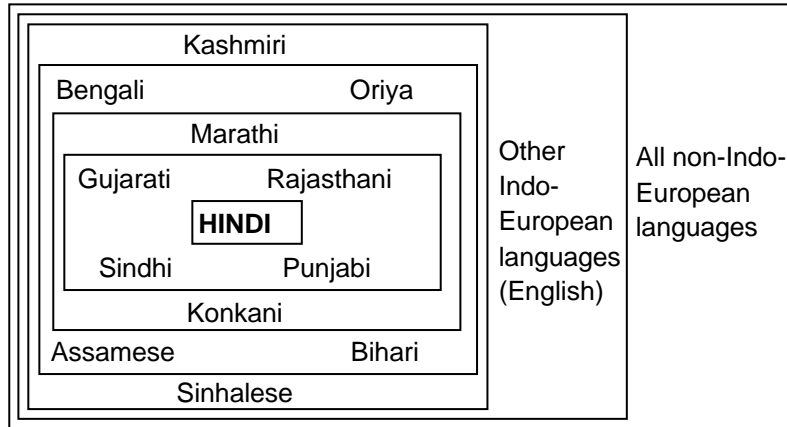 Kashmiri
Bengali Oriya
Marathi
Gujarati Rajasthani
HINDI
Sindhi Punjabi
Konkani
Assamese Bihari
Sinhalese
Other
Indo-
European
languages
(English)
All non-Indo-
European
languages